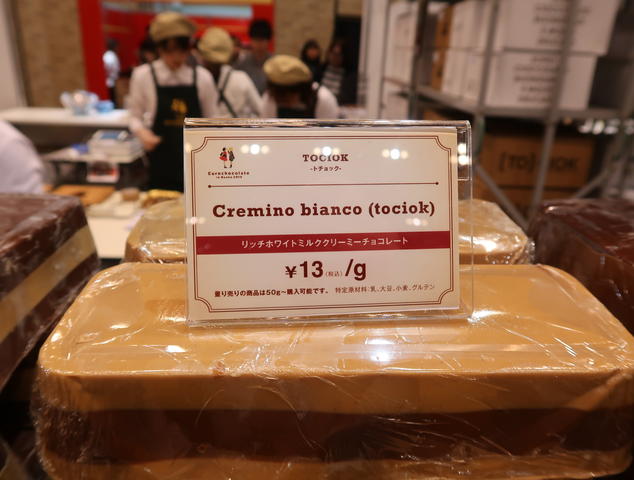 TOCIOK
-トチョック-
Eurochocolate
Cremino bianco (tociok)
リッチホワイトミルククリーミーチョコレート
¥13(税込)/g
量り売りの商品は50g〜購入可能です。 特定原材料:乳、大豆、小麦、グルテン
[TO]CIOK